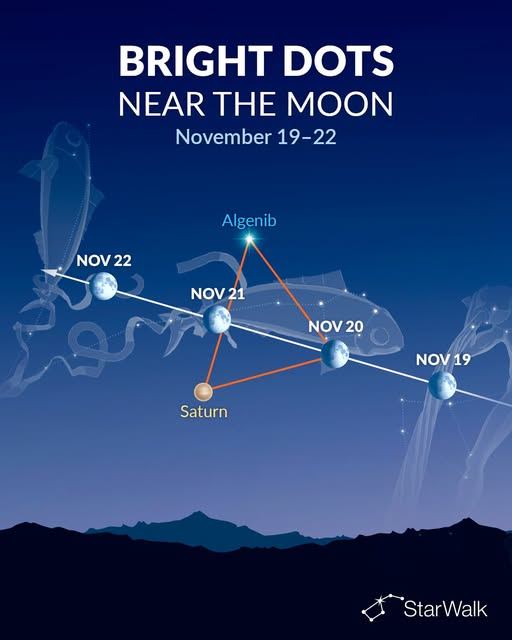 BRIGHT DOTS
NEAR THE MOON
November 19–22
Algenib
NOV 22
NOV 21
NOV 20
NOV 19
Saturn
StarWalk